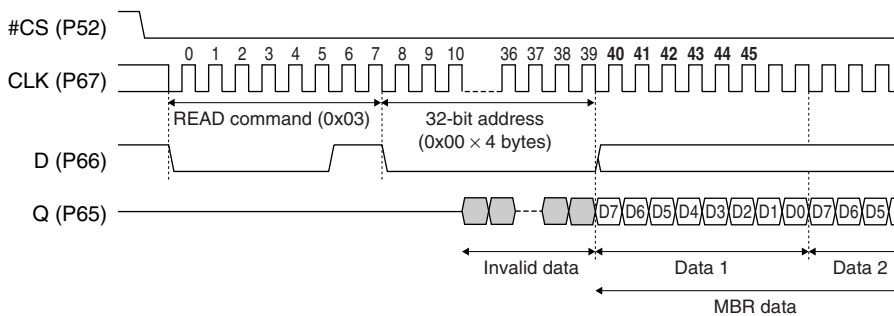 #CS (P52)
0 1 2 3 4 5 6 7 8 9 10 36 37 38 39 40 41 42 43 44 45
CLK (P67)
READ command (0x03)
32-bit address
(0x00 × 4 bytes)
D (P66)
Q (P65)
D7 D6 D5 D4 D3 D2 D1 D0 D7 D6 D5
Invalid data
Data 1
Data 2
MBR data